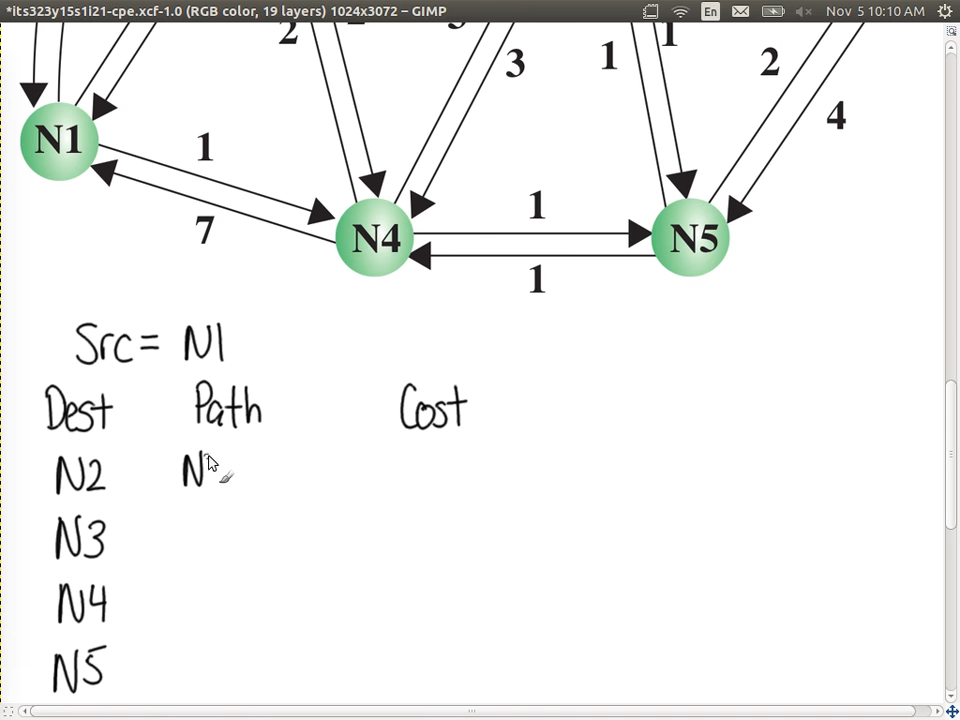 *its323y15s1i21-cpe.xcf-1.0 (RGB color, 19 layers) 1024x3072 – GIMP En Nov 5 10:10 AM
2 3 1 1 2 4
N1 1 7
N4 1 1 N5
Src = N1
Dest Path Cost
N2 N
N3
N4
N5